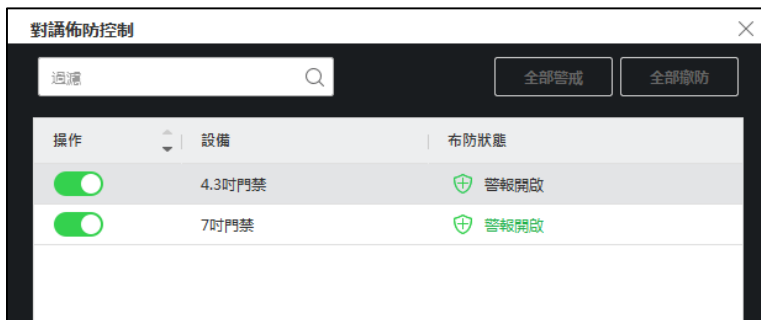 對講佈防控制
過濾
全部警戒 全部撤防
操作 設備 布防狀態
4.3吋門禁 警報開啟
7吋門禁 警報開啟